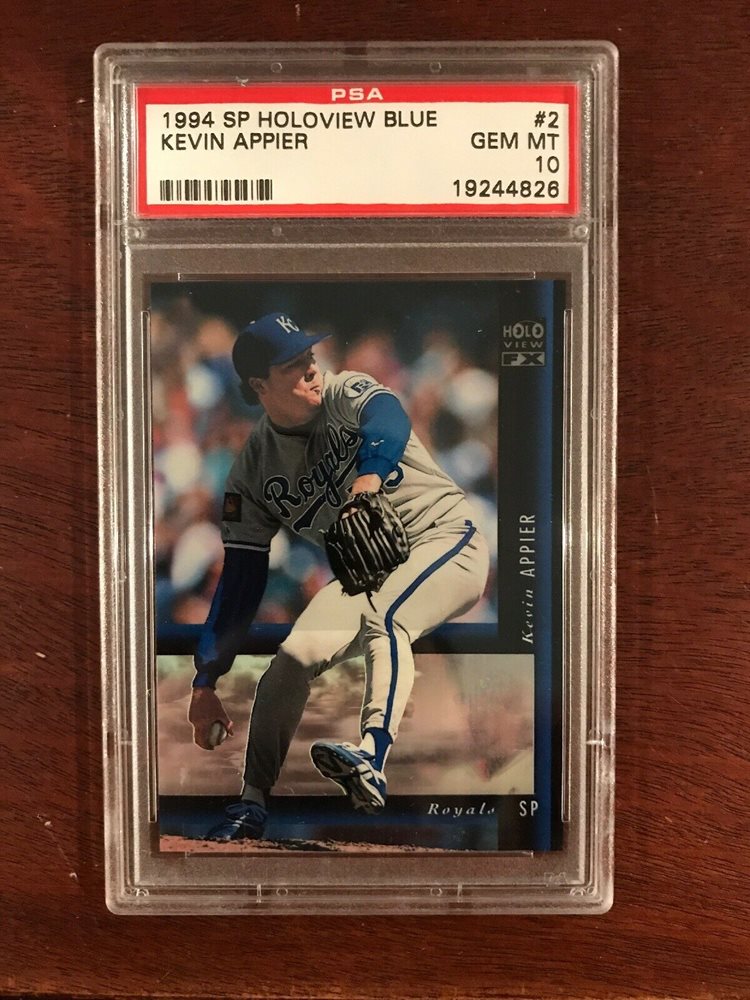 PSA
1994 SP HOLOVIEW BLUE #2
KEVIN APPIER GEM MT
10
19244826
HOLO
VIEW
FX
KC
Royals
Kevin APPIER
Royals SP